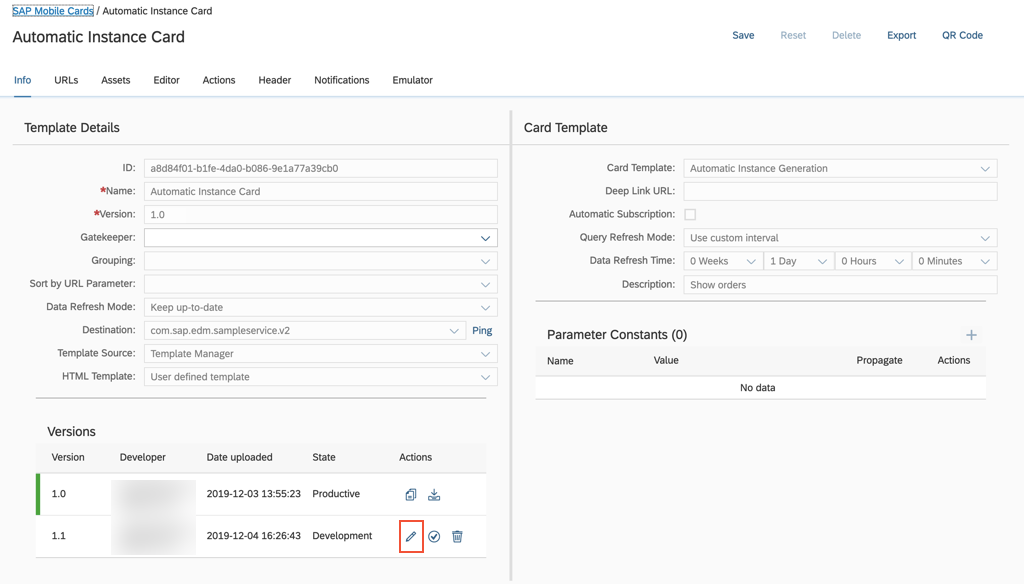 SAP Mobile Cards / Automatic Instance Card
Automatic Instance Card
Save Reset Delete Export QR Code
Info URLs Assets Editor Actions Header Notifications Emulator
Template Details
ID: a8d84f01-b1fe-4da0-b086-9e1a77a39cb0
*Name: Automatic Instance Card
*Version: 1.0
Gatekeeper:
Grouping:
Sort by URL Parameter:
Data Refresh Mode: Keep up-to-date
Destination: com.sap.edm.sampleservice.v2 Ping
Template Source: Template Manager
HTML Template: User defined template
Versions
Version Developer Date uploaded State Actions
1.0 2019-12-03 13:55:23 Productive
1.1 2019-12-04 16:26:43 Development
Card Template
Card Template: Automatic Instance Generation
Deep Link URL:
Automatic Subscription:
Query Refresh Mode: Use custom interval
Data Refresh Time: 0 Weeks 1 Day 0 Hours 0 Minutes
Description: Show orders
Parameter Constants (0)
Name Value Propagate Actions
No data